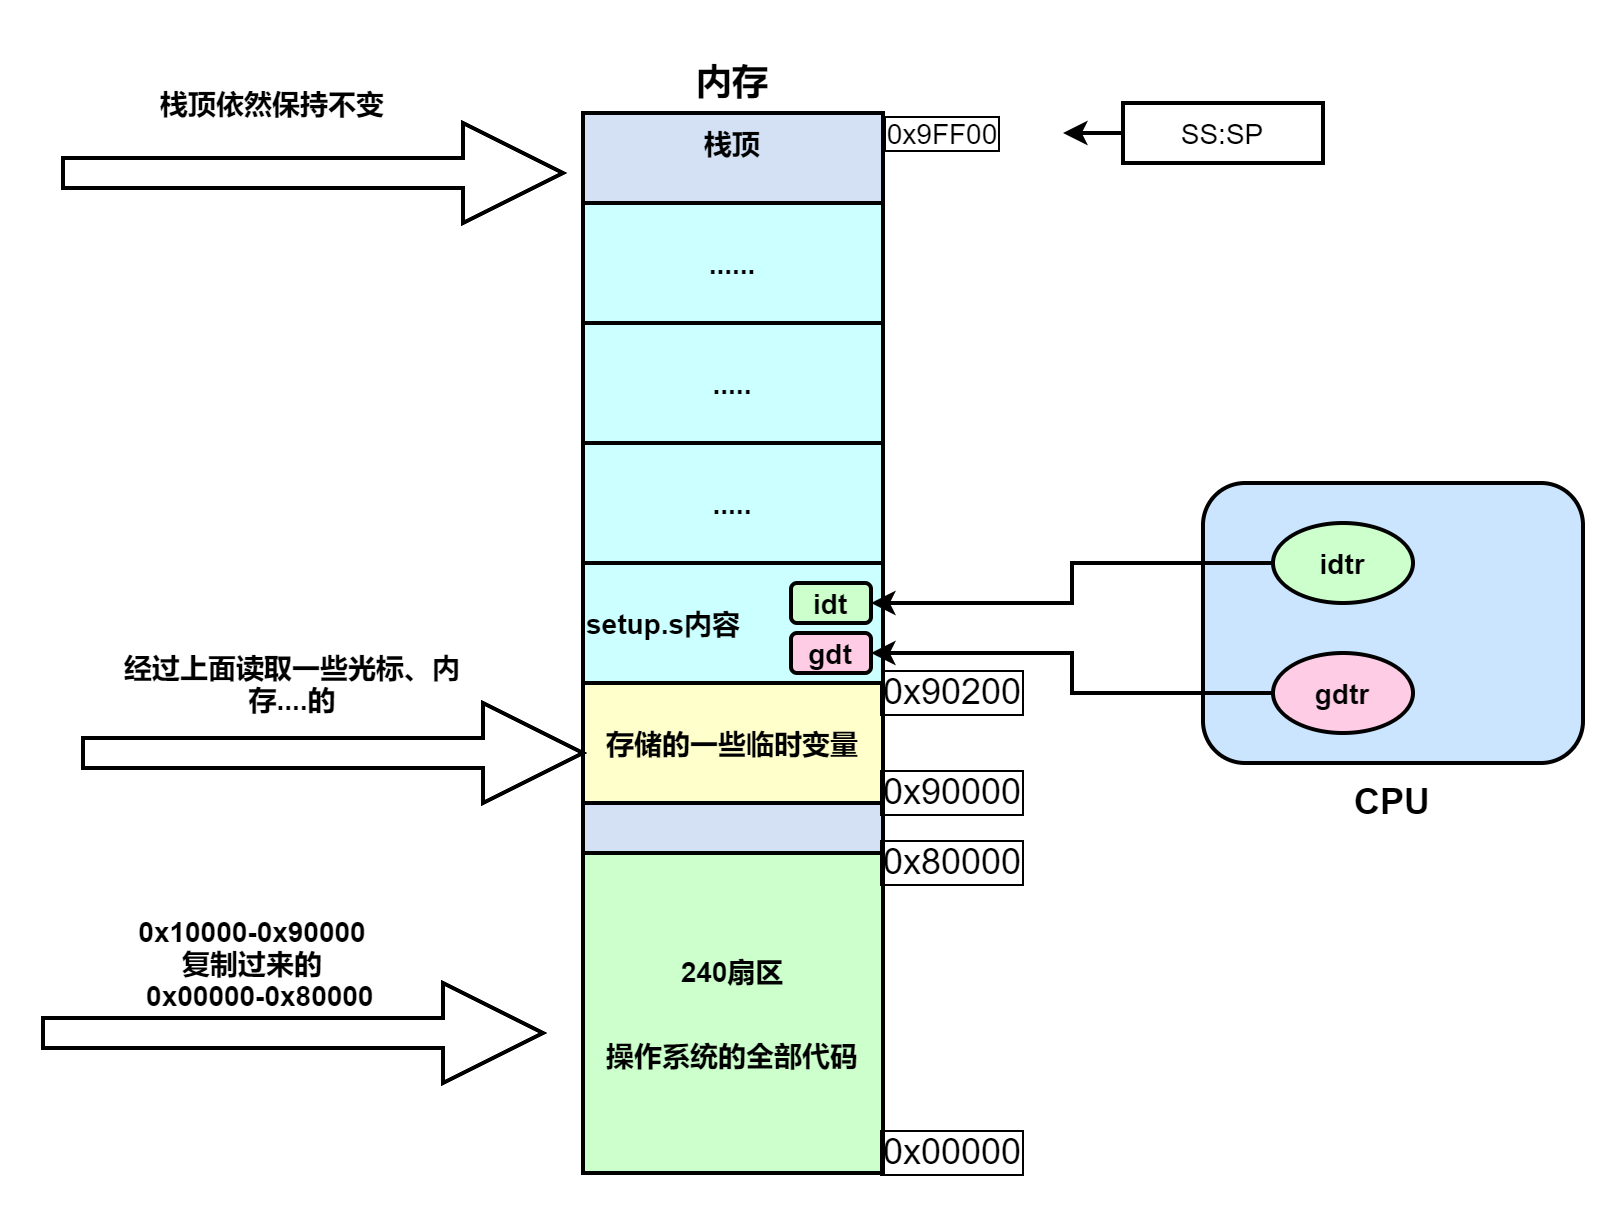 内存
栈顶依然保持不变
栈顶
0x9FF00
SS:SP
......
.....
.....
setup.s内容
idt
gdt
idtr
gdtr
CPU
经过上面读取一些光标、内
存....的
0x90200
存储的一些临时变量
0x90000
0x80000
0x10000-0x90000
复制过来的
0x00000-0x80000
240扇区
操作系统的全部代码
0x00000